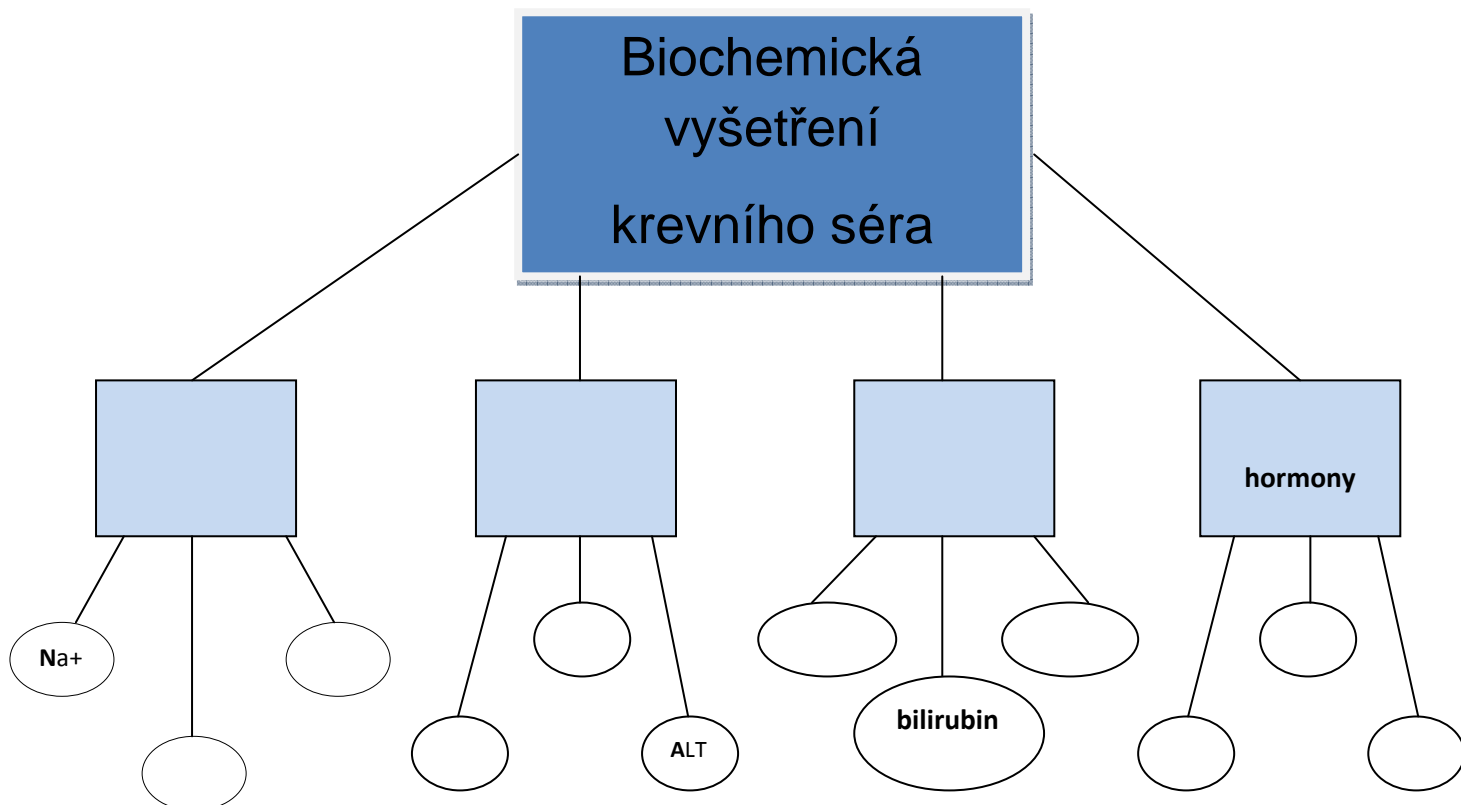 Biochemická
vyšetření
krevního séra
hormony
Na+
ALT
bilirubin